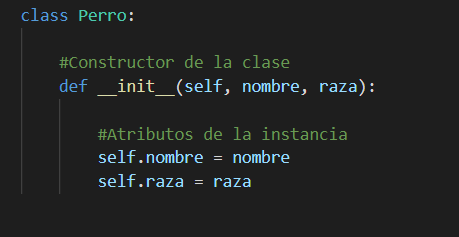 class Perro:
#Constructor de la clase
def __init__(self, nombre, raza):
#Atributos de la instancia
self.nombre = nombre
self.raza = raza